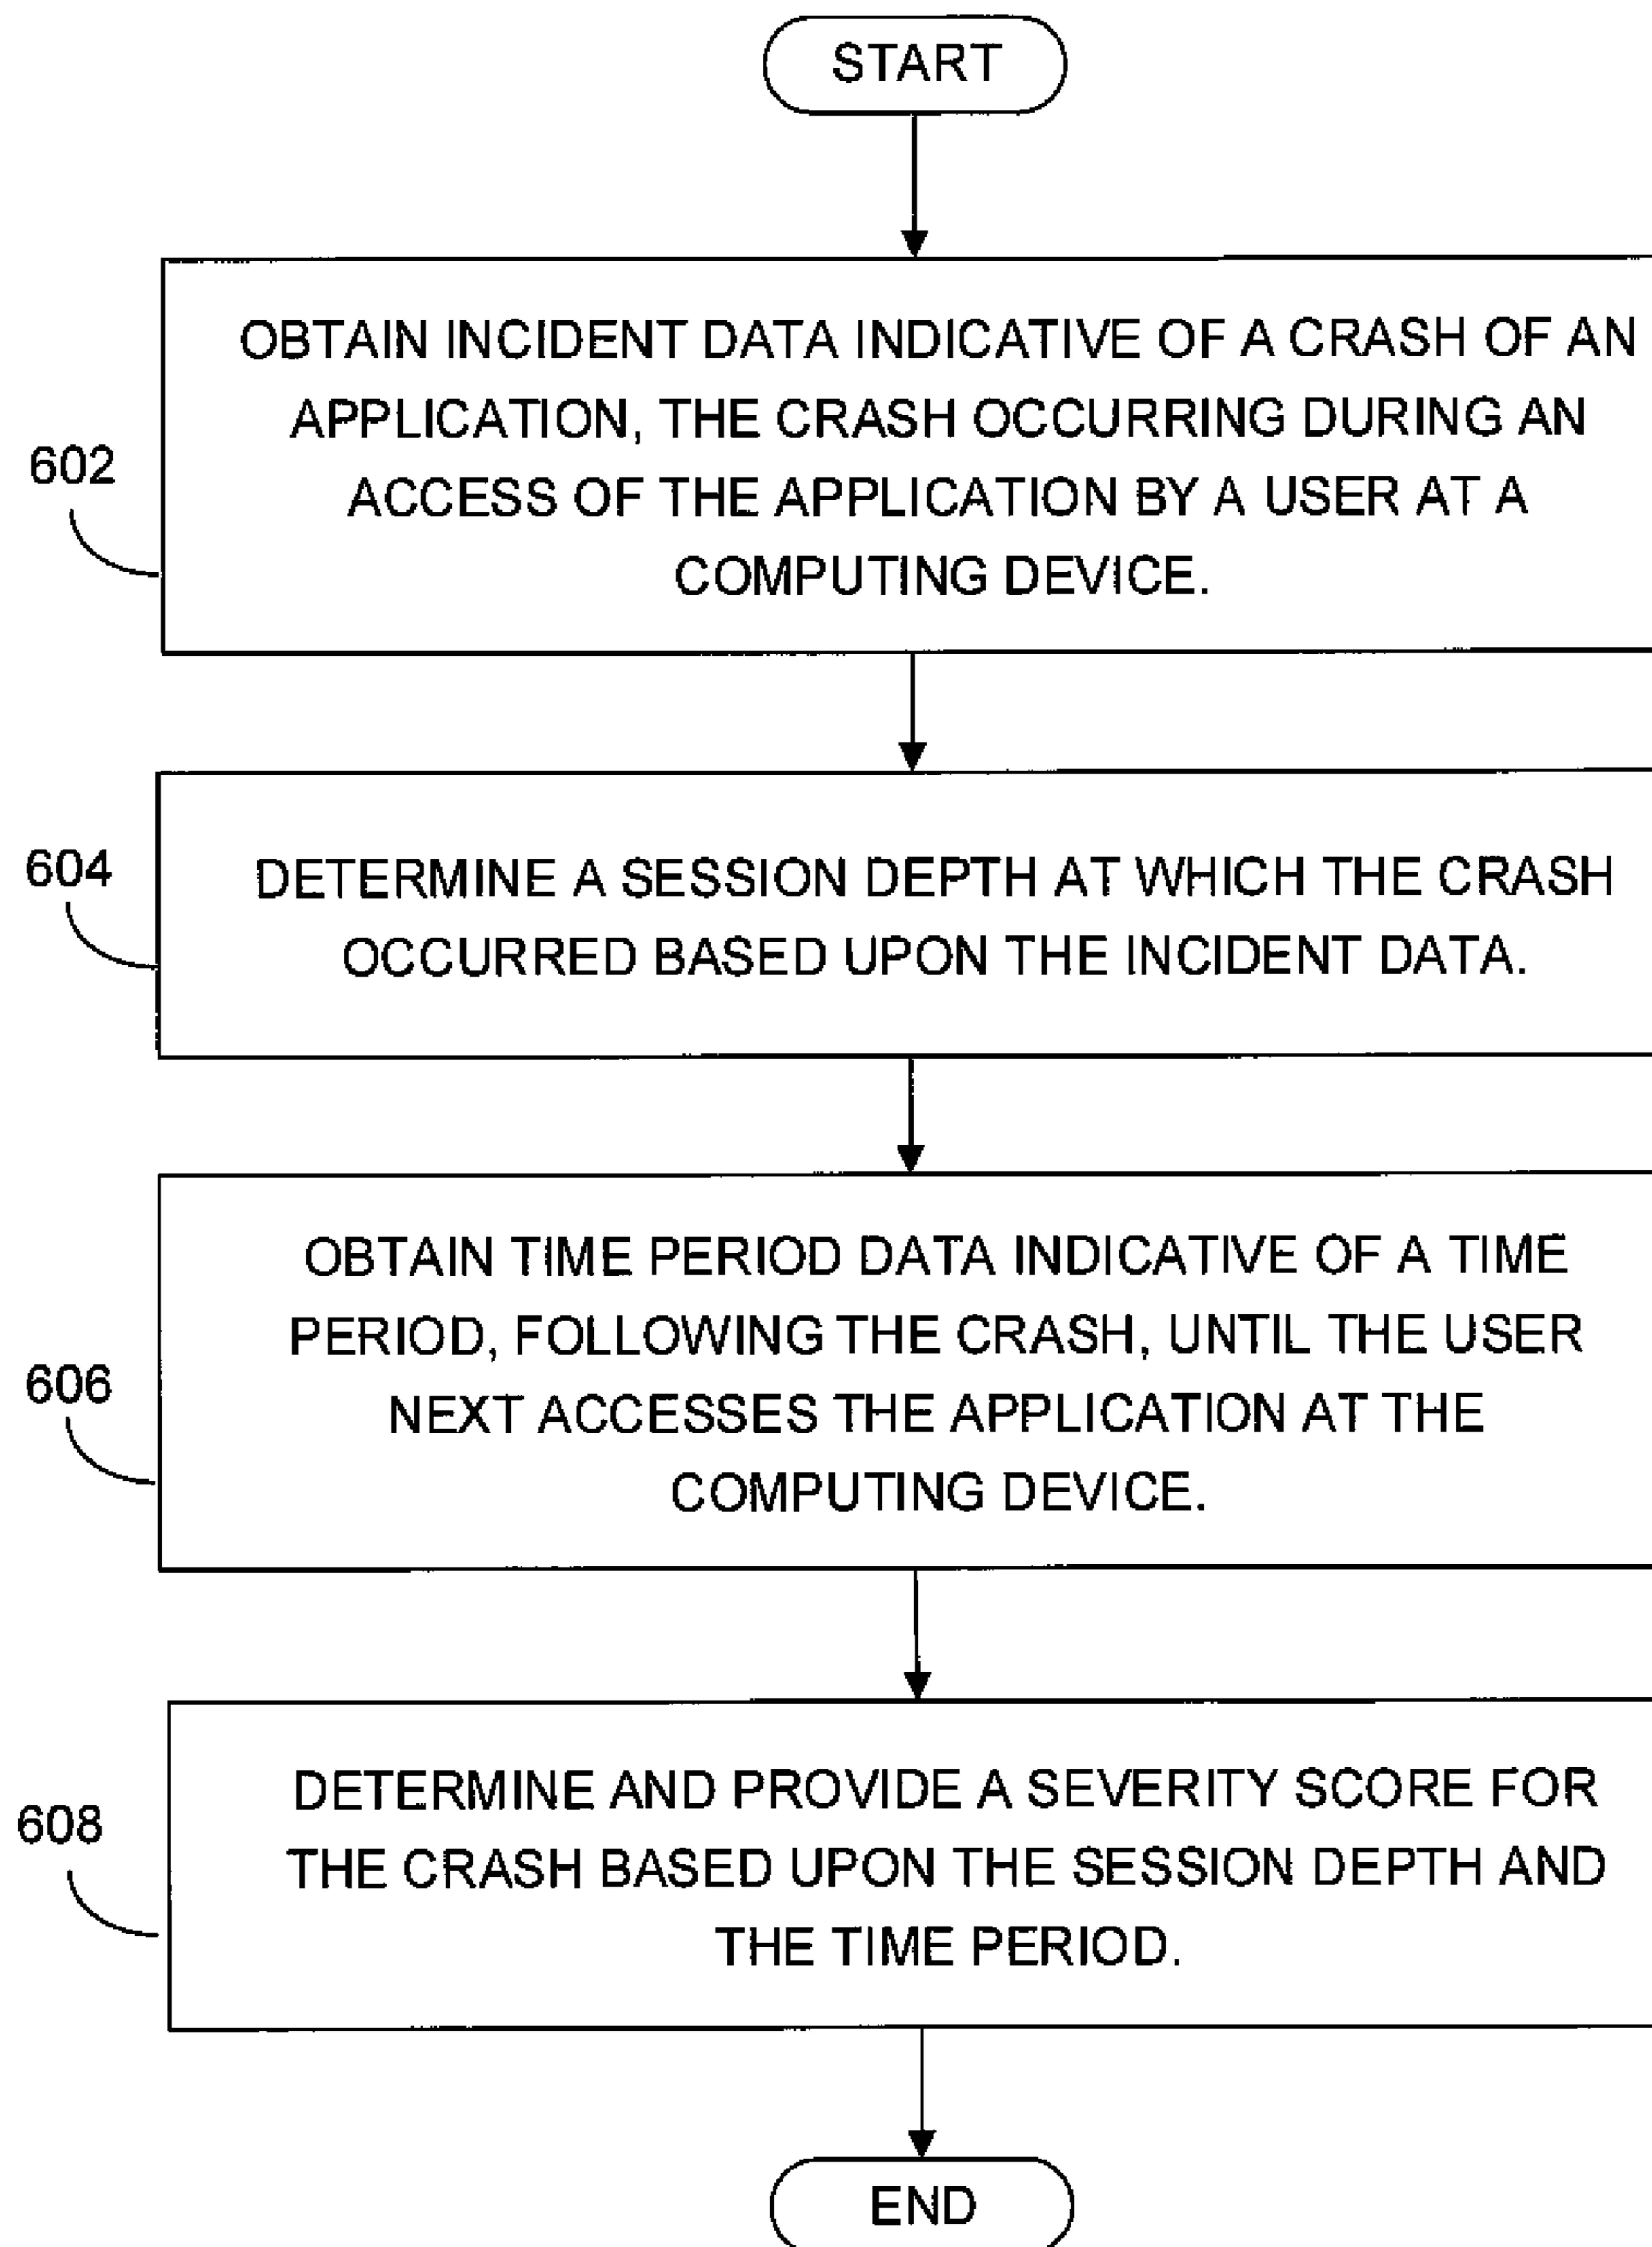 START
OBTAIN INCIDENT DATA INDICATIVE OF A CRASH OF AN
APPLICATION, THE CRASH OCCURRING DURING AN
ACCESS OF THE APPLICATION BY A USER AT A
COMPUTING DEVICE.
602
DETERMINE A SESSION DEPTH AT WHICH THE CRASH
OCCURRED BASED UPON THE INCIDENT DATA.
604
OBTAIN TIME PERIOD DATA INDICATIVE OF A TIME
PERIOD, FOLLOWING THE CRASH, UNTIL THE USER
NEXT ACCESSES THE APPLICATION AT THE
COMPUTING DEVICE.
606
DETERMINE AND PROVIDE A SEVERITY SCORE FOR
THE CRASH BASED UPON THE SESSION DEPTH AND
THE TIME PERIOD.
608
END